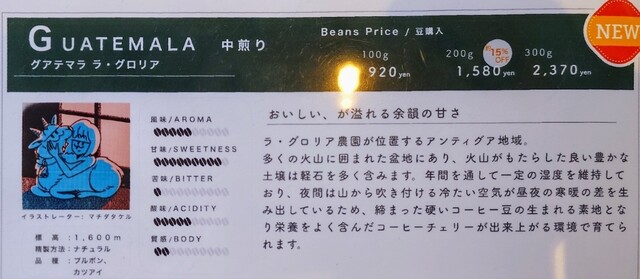 GUATEMALA 中煎り
グアテマラ ラ・グロリア
Beans Price / 豆購入
100g 200g 300g
15%OFF
920yen 1,580yen 2,370yen
NEW
風味/AROMA
甘味/SWEETNESS
苦味/BITTER
酸味/ACIDITY
質感/BODY
イラストレーター: マチダタケル
標高: 1,600m
精製方法: ナチュラル
品種: ブルボン、
カツアイ
おいしい、が溢れる余韻の甘さ
ラ・グロリア農園が位置するアンティグア地域。
多くの火山に囲まれた盆地にあり、火山がもたらした良い豊かな
土壌は軽石を多く含みます。年間を通して一定の湿度を維持して
おり、夜間は山から吹き付ける冷たい空気が昼夜の寒暖の差を生
み出しているため、締まった硬いコーヒー豆の生まれる素地とな
り栄養をよく含んだコーヒーチェリーが出来上がる環境で育てら
れます。